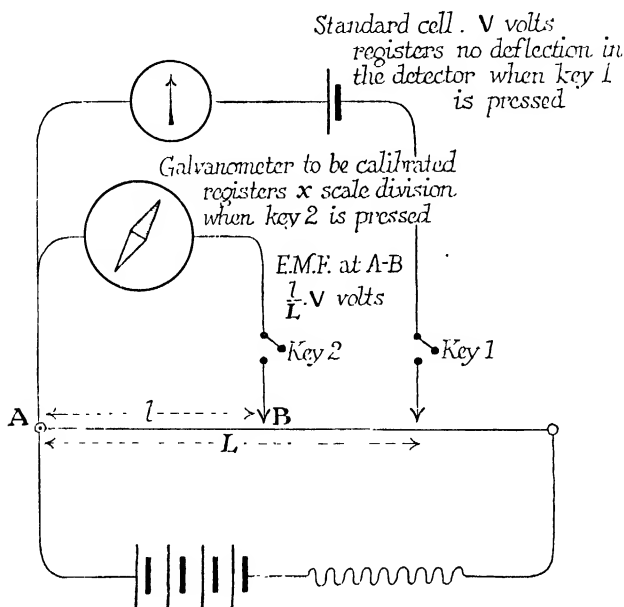 Standard cell. V volts
registers no deflection in
the detector when key 1
is pressed
Galvanometer to be calibrated
registers x scale division
when key 2 is pressed
E.M.F. at A-B
l/L . V volts
Key 2
Key 1
A
l
B
L